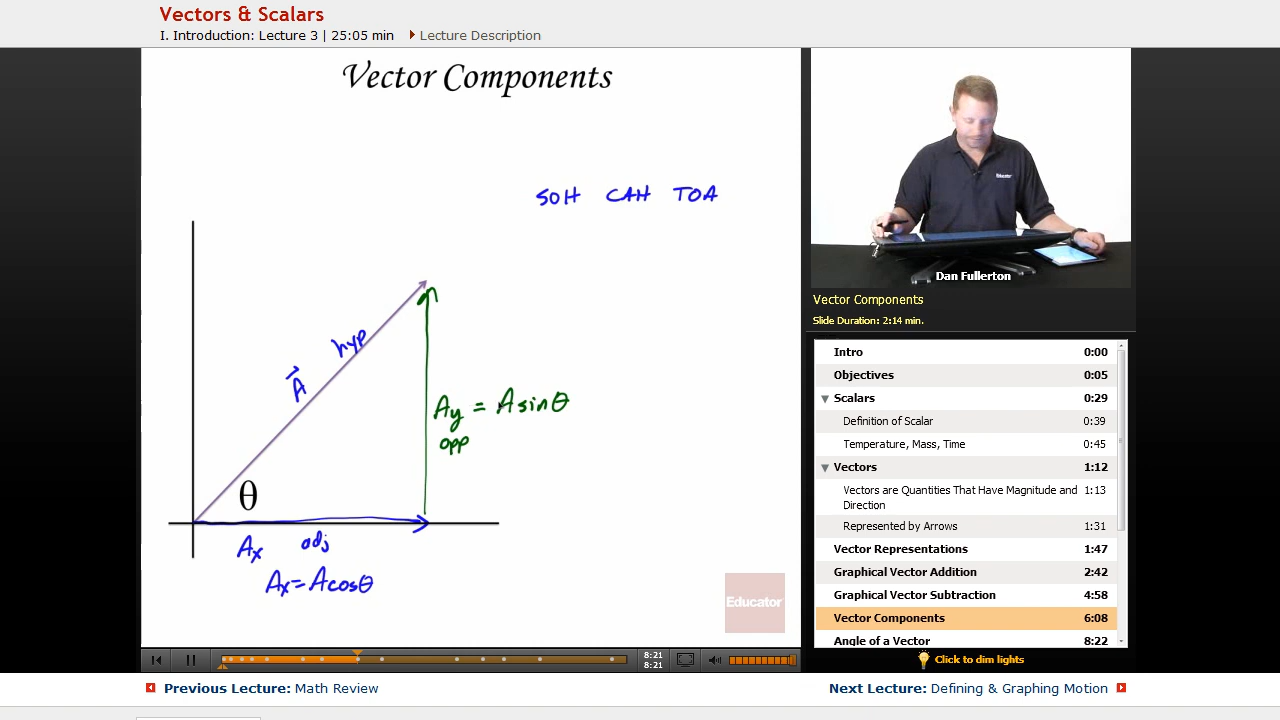 Vectors & Scalars
I. Introduction: Lecture 3 | 25:05 min
Lecture Description
Vector Components
SOH CAH TOA
hyp
A
Ay = Asinθ
opp
θ
Ax adj
Ax=Acosθ
Educator
Dan Fullerton
Vector Components
Slide Duration: 2:14 min.
Intro 0:00
Objectives 0:05
Scalars 0:29
Definition of Scalar 0:39
Temperature, Mass, Time 0:45
Vectors 1:12
Vectors are Quantities That Have Magnitude and 1:13
Direction
Represented by Arrows 1:31
Vector Representations 1:47
Graphical Vector Addition 2:42
Graphical Vector Subtraction 4:58
Vector Components 6:08
Angle of a Vector 8:22
8:21
8:21
Click to dim lights
Previous Lecture: Math Review
Next Lecture: Defining & Graphing Motion